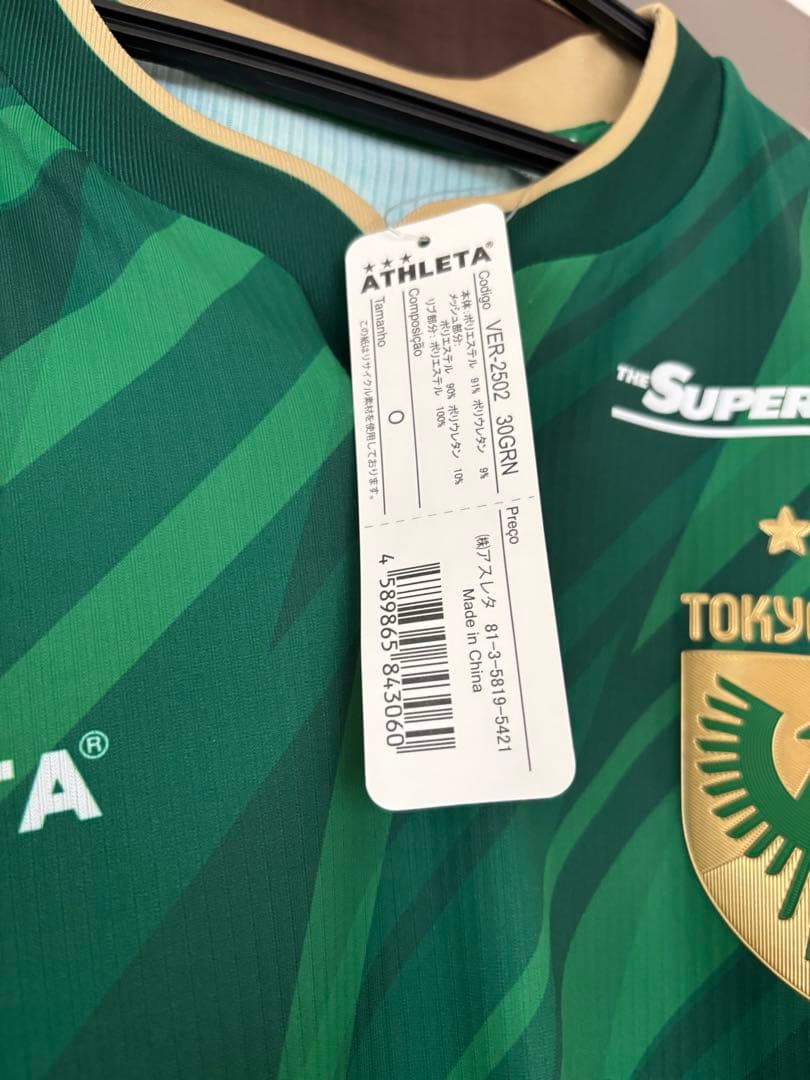 ATHLETA®
Codigo
VER-2502 30GRN
本体:ポリエステル 91% ポリウレタン 9%
メッシュ部分:
ポリエステル 90% ポリウレタン 10%
リブ部分:ポリエステル 100%
Composição
Tamanho
O
この紙はリサイクル素材を使用しております。
Preço
㈱アスレタ 81-3-5819-5421
Made in China
4 589865 843060
THE SUPER
TOKYO
TA®